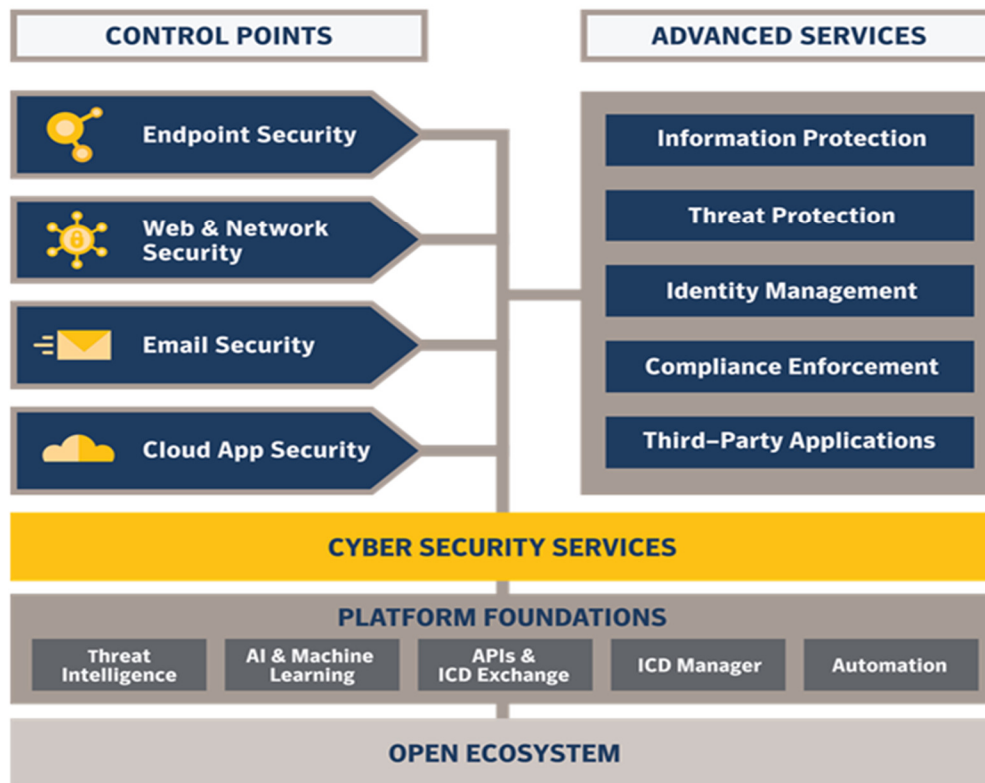 CONTROL POINTS
ADVANCED SERVICES
Endpoint Security
Web & Network
Security
Email Security
Cloud App Security
Information Protection
Threat Protection
Identity Management
Compliance Enforcement
Third-Party Applications
CYBER SECURITY SERVICES
PLATFORM FOUNDATIONS
Threat
Intelligence
AI & Machine
Learning
APIs &
ICD Exchange
ICD Manager
Automation
OPEN ECOSYSTEM